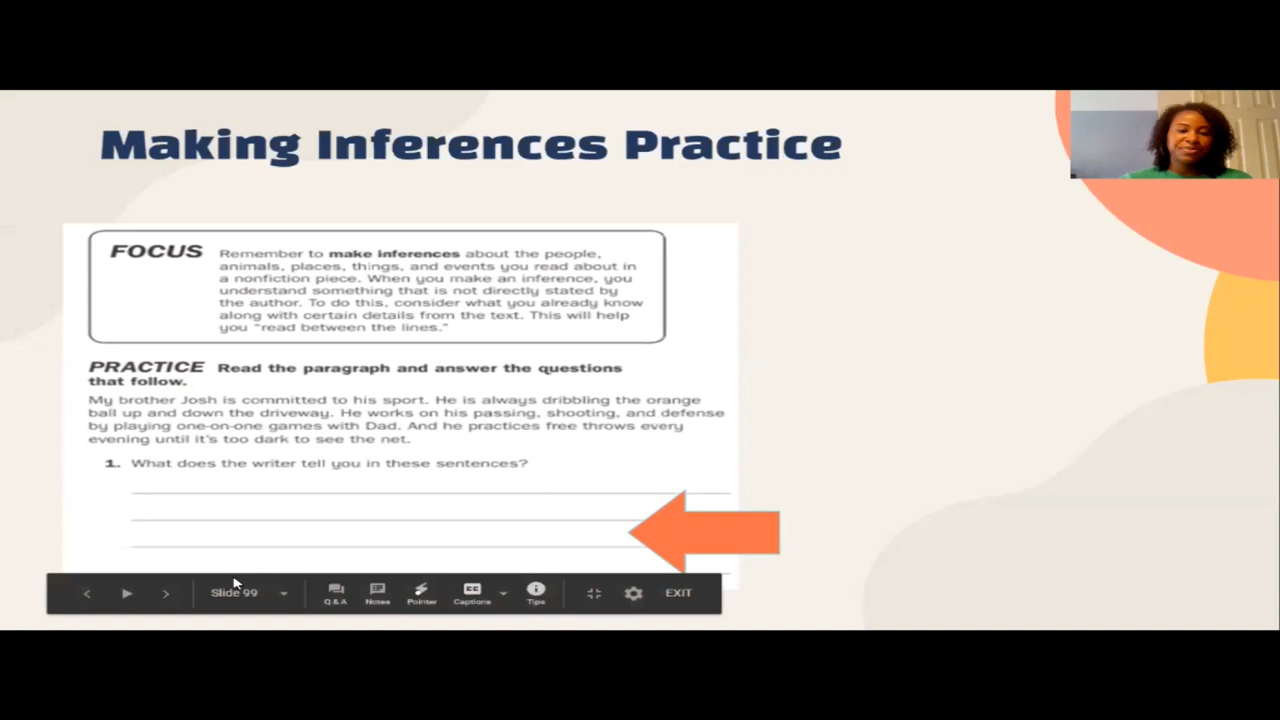 Making Inferences Practice
FOCUS
Remember to make inferences about the people,
animals, places, things, and events you read about in
a nonfiction piece. When you make an inference, you
understand something that is not directly stated by
the author. To do this, consider what you already know
along with certain details from the text. This will help
you "read between the lines."
PRACTICE Read the paragraph and answer the questions
that follow.
My brother Josh is committed to his sport. He is always dribbling the orange
ball up and down the driveway. He works on his passing, shooting, and defense
by playing one-on-one games with Dad. And he practices free throws every
evening until it's too dark to see the net.
1. What does the writer tell you in these sentences?
Slide 99
Q & A
Notes
Pointer
CC
Captions
Tips
EXIT